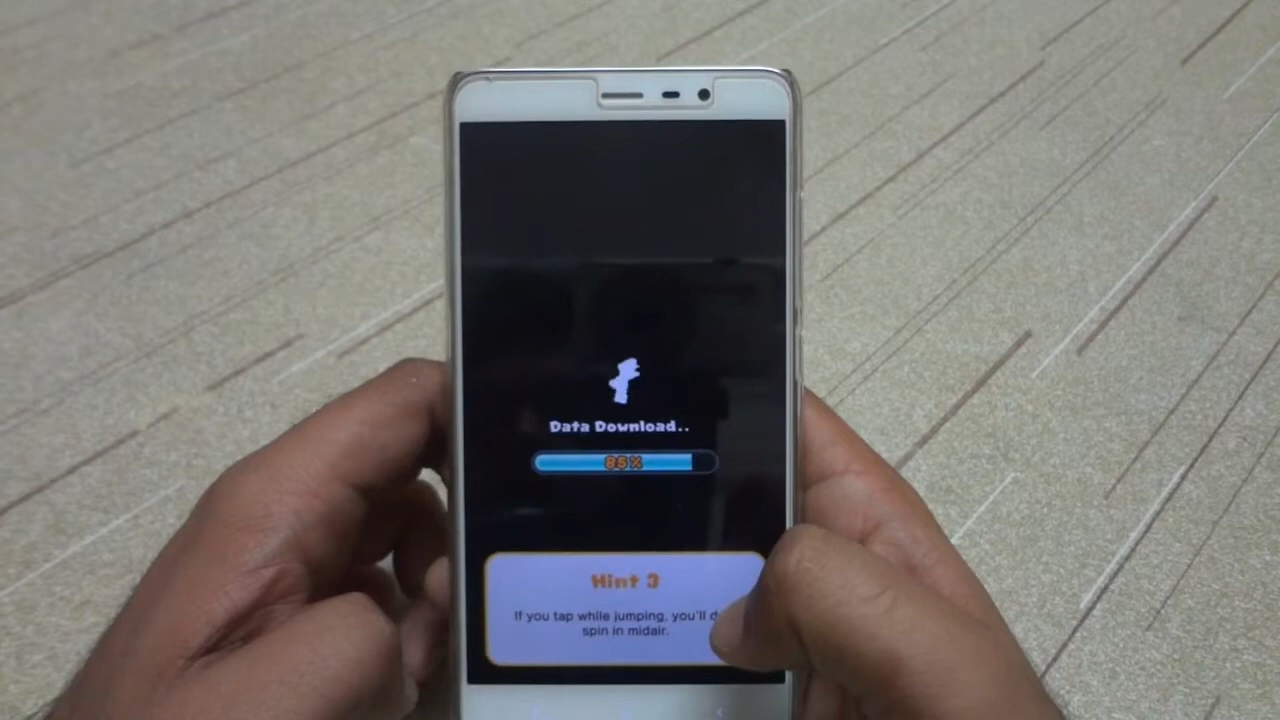 Data Download..
85%
Hint 3
If you tap while jumping, you'll
spin in midair.